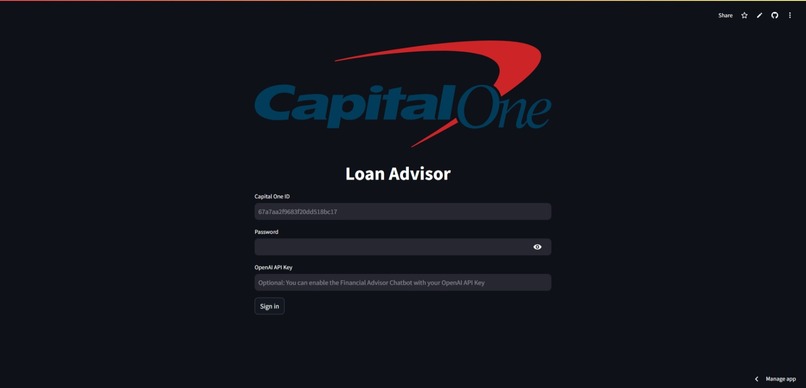 Share
CapitalOne
Loan Advisor
Capital One ID
67a7aa2f9683f20dd518bc17
Password
OpenAI API Key
Optional: You can enable the Financial Advisor Chatbot with your OpenAI API Key
Sign in
Manage app